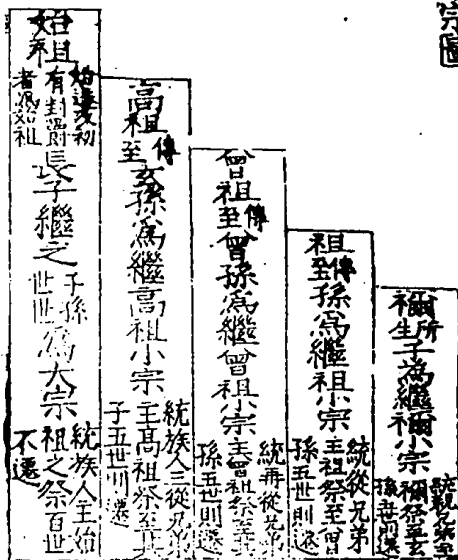 宗圖
禰所生子為繼禰小宗統親兄弟主禰祭至玄孫五世則遷
祖傳至孫爲繼祖小宗統從兄弟主祖祭至曾孫五世則迁
曾祖傳至曾孫爲繼曾祖小宗統再從兄弟主曾祖祭至孫五世則遷
高祖傳至玄孫爲繼高祖小宗統族人三從兄弟主高祖祭至其子五世則遷
始祖始遷及初有封爵者爲始祖長子繼之子孫世世爲大宗統族人主始祖之祭百世不遷